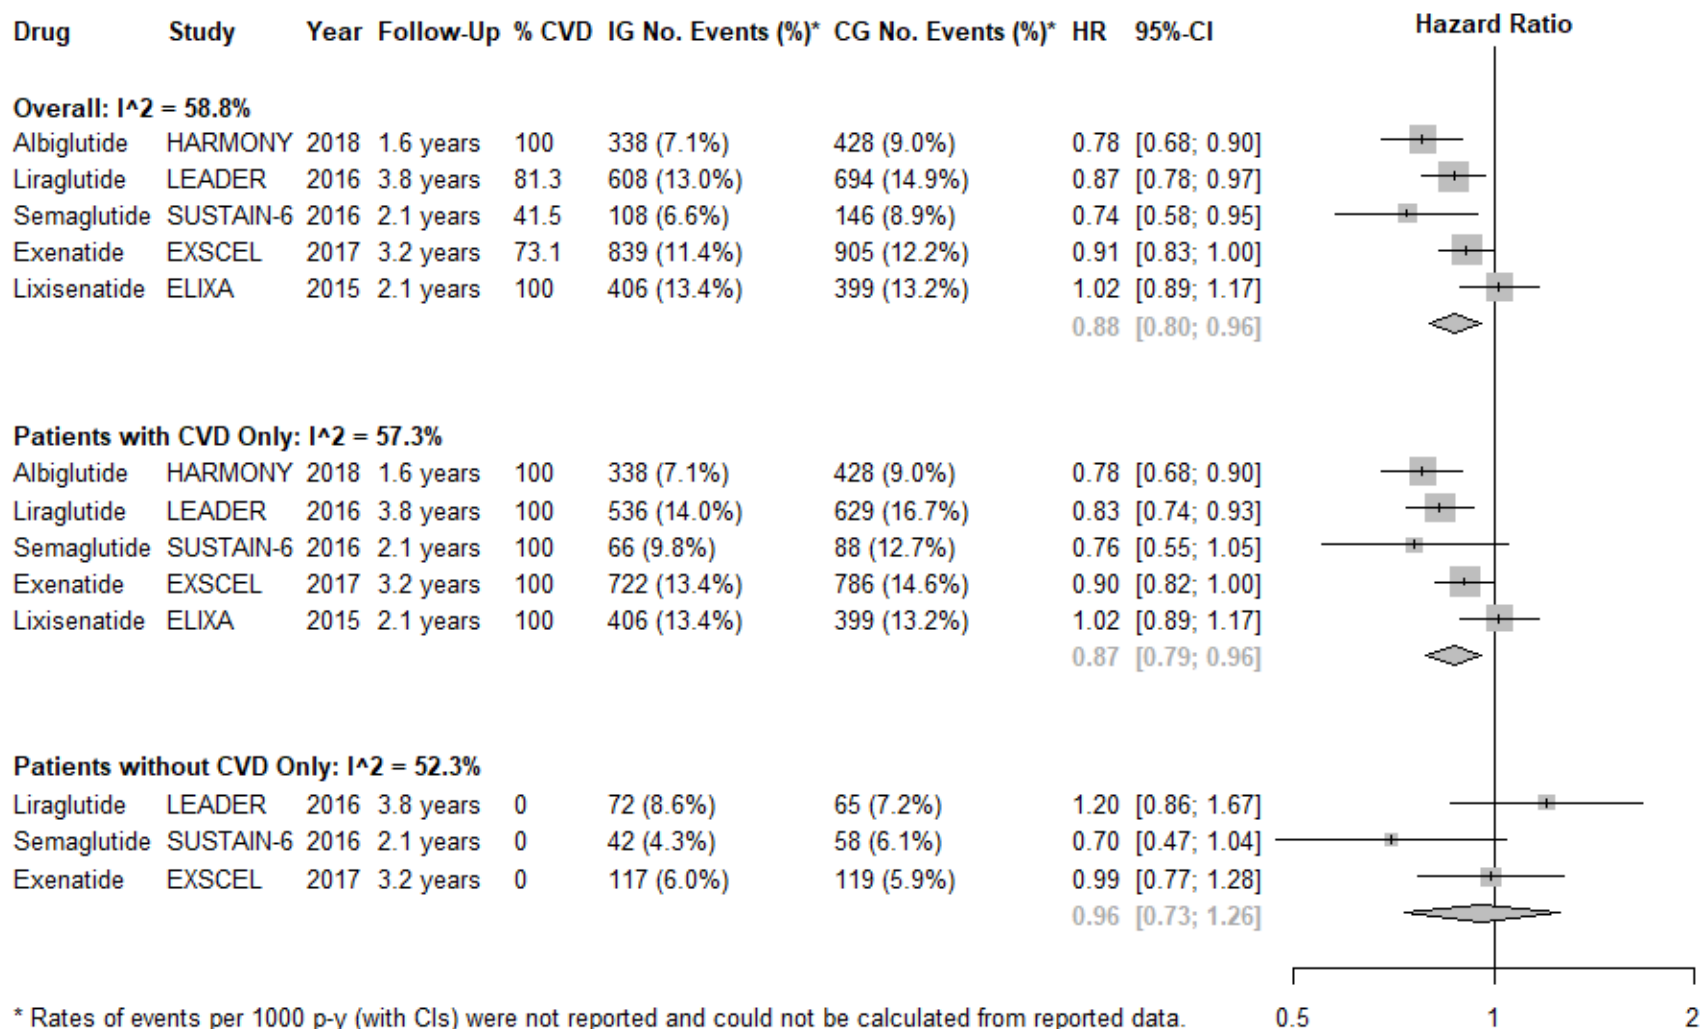 Drug Study Year Follow-Up % CVD IG No. Events (%)* CG No. Events (%)* HR 95%-CI Hazard Ratio
Overall: I^2 = 58.8%
Albiglutide HARMONY 2018 1.6 years 100 338 (7.1%) 428 (9.0%) 0.78 [0.68; 0.90]
Liraglutide LEADER 2016 3.8 years 81.3 608 (13.0%) 694 (14.9%) 0.87 [0.78; 0.97]
Semaglutide SUSTAIN-6 2016 2.1 years 41.5 108 (6.6%) 146 (8.9%) 0.74 [0.58; 0.95]
Exenatide EXSCEL 2017 3.2 years 73.1 839 (11.4%) 905 (12.2%) 0.91 [0.83; 1.00]
Lixisenatide ELIXA 2015 2.1 years 100 406 (13.4%) 399 (13.2%) 1.02 [0.89; 1.17]
0.88 [0.80; 0.96]
Patients with CVD Only: I^2 = 57.3%
Albiglutide HARMONY 2018 1.6 years 100 338 (7.1%) 428 (9.0%) 0.78 [0.68; 0.90]
Liraglutide LEADER 2016 3.8 years 100 536 (14.0%) 629 (16.7%) 0.83 [0.74; 0.93]
Semaglutide SUSTAIN-6 2016 2.1 years 100 66 (9.8%) 88 (12.7%) 0.76 [0.55; 1.05]
Exenatide EXSCEL 2017 3.2 years 100 722 (13.4%) 786 (14.6%) 0.90 [0.82; 1.00]
Lixisenatide ELIXA 2015 2.1 years 100 406 (13.4%) 399 (13.2%) 1.02 [0.89; 1.17]
0.87 [0.79; 0.96]
Patients without CVD Only: I^2 = 52.3%
Liraglutide LEADER 2016 3.8 years 0 72 (8.6%) 65 (7.2%) 1.20 [0.86; 1.67]
Semaglutide SUSTAIN-6 2016 2.1 years 0 42 (4.3%) 58 (6.1%) 0.70 [0.47; 1.04]
Exenatide EXSCEL 2017 3.2 years 0 117 (6.0%) 119 (5.9%) 0.99 [0.77; 1.28]
0.96 [0.73; 1.26]
* Rates of events per 1000 p-y (with CIs) were not reported and could not be calculated from reported data. 0.5 1 2